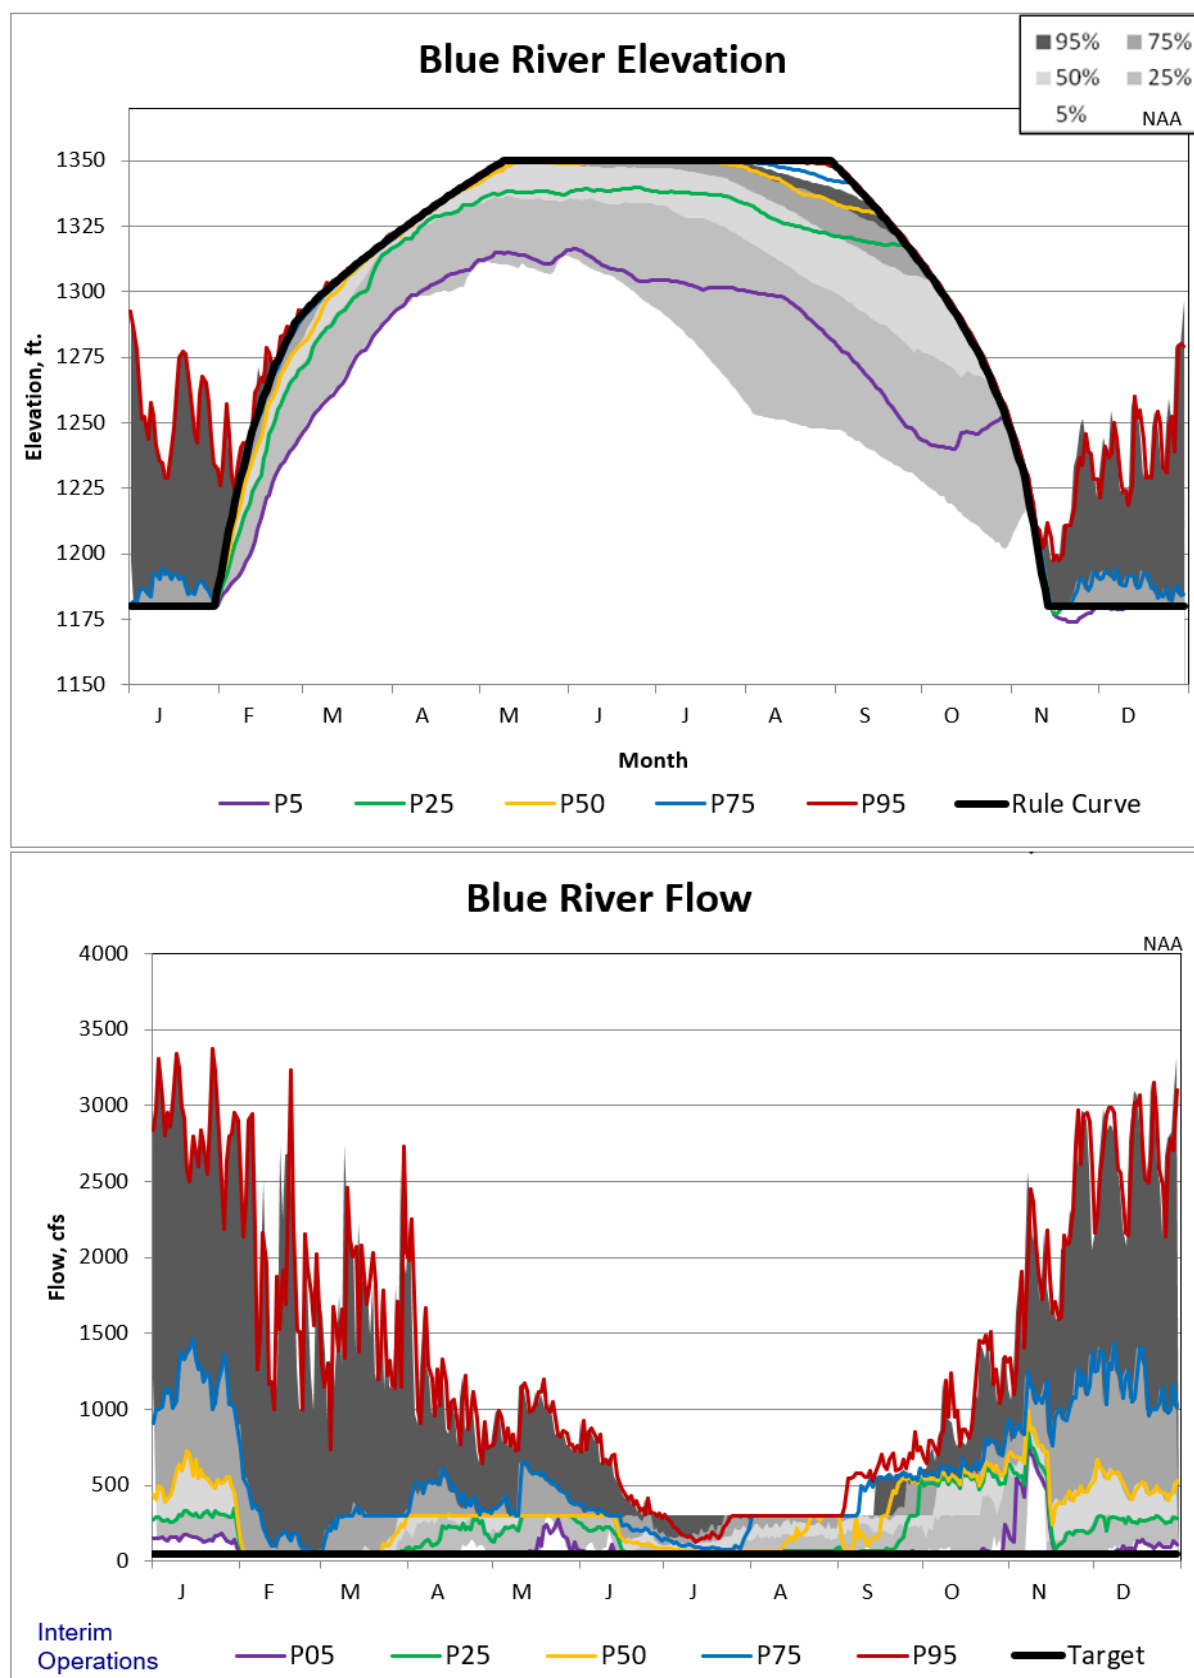 Blue River Elevation
95% 75%
50% 25%
5% NAA
1350
1325
1300
1275
1250
1225
1200
1175
1150
Elevation, ft.
J F M A M J J A S O N D
Month
P5 P25 P50 P75 P95 Rule Curve
Blue River Flow
NAA
4000
3500
3000
2500
2000
1500
1000
500
0
Flow, cfs
J F M A M J J A S O N D
Interim
Operations
P05 P25 P50 P75 P95 Target